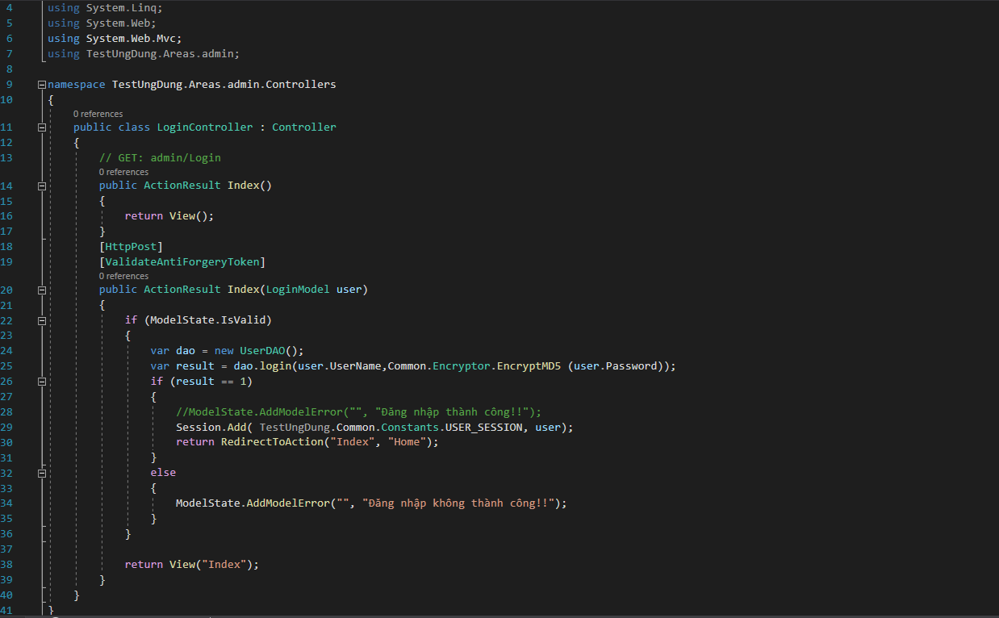 4 using System.Linq;
5 using System.Web;
6 using System.Web.Mvc;
7 using TestUngDung.Areas.admin;
8
9 namespace TestUngDung.Areas.admin.Controllers
10 {
0 references
11 public class LoginController : Controller
12 {
13 // GET: admin/Login
0 references
14 public ActionResult Index()
15 {
16 return View();
17 }
18 [HttpPost]
19 [ValidateAntiForgeryToken]
0 references
20 public ActionResult Index(LoginModel user)
21 {
22 if (ModelState.IsValid)
23 {
24 var dao = new UserDAO();
25 var result = dao.login(user.UserName,Common.Encryptor.EncryptMD5 (user.Password));
26 if (result == 1)
27 {
28 //ModelState.AddModelError("", "Đăng nhập thành công!!");
29 Session.Add( TestUngDung.Common.Constants.USER_SESSION, user);
30 return RedirectToAction("Index", "Home");
31 }
32 else
33 {
34 ModelState.AddModelError("", "Đăng nhập không thành công!!");
35 }
36 }
37
38 return View("Index");
39 }
40 }
41 }